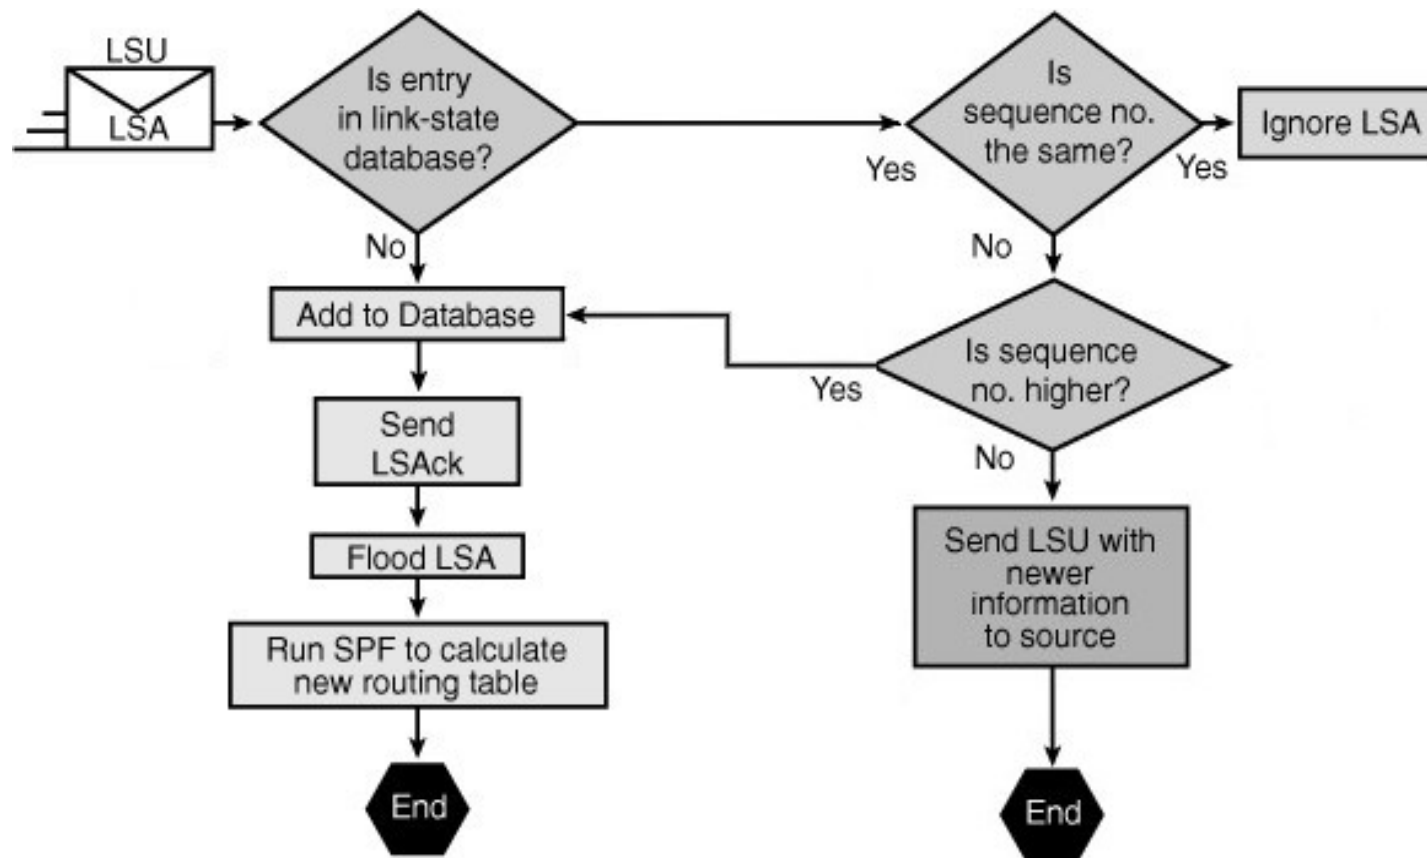 LSU
LSA
Is entry
in link-state
database?
Yes
Is
sequence no.
the same?
Yes
Ignore LSA
No
Add to Database
No
Is sequence
no. higher?
Yes
Send
LSAck
No
Flood LSA
Send LSU with
newer
information
to source
Run SPF to calculate
new routing table
End
End